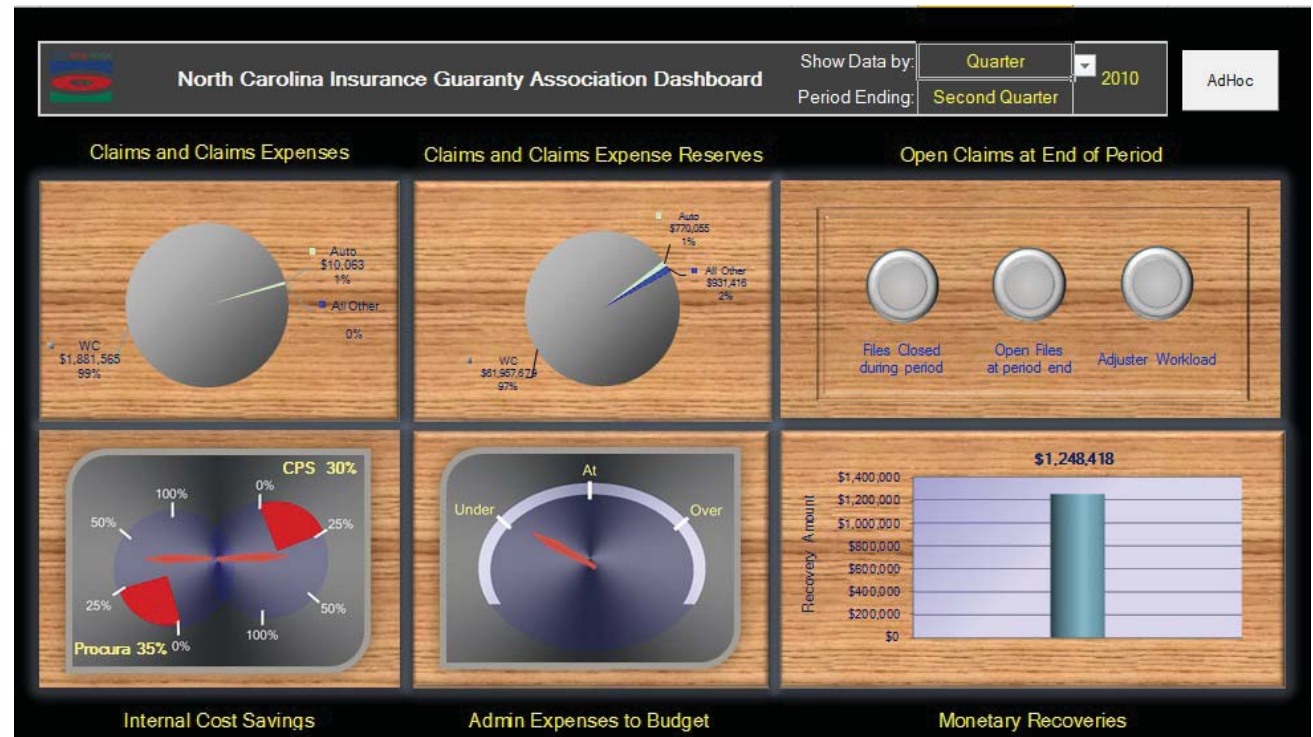 North Carolina Insurance Guaranty Association Dashboard
Show Data by:
Quarter
2010
Period Ending:
Second Quarter
AdHoc
Claims and Claims Expenses
Claims and Claims Expense Reserves
Open Claims at End of Period
Auto
$10,063
1%
All Other
0%
WC
$1,881,565
99%
Auto
$770,055
1%
All Other
$931,416
2%
WC
$61,957,679
97%
Files Closed
during period
Open Files
at period end
Adjuster Workload
CPS 30%
0%
25%
50%
100%
100%
50%
25%
0%
Procura 35%
At
Under
Over
$1,248,418
Recovery Amount
$1,400,000
$1,200,000
$1,000,000
$800,000
$600,000
$400,000
$200,000
$0
Internal Cost Savings
Admin Expenses to Budget
Monetary Recoveries